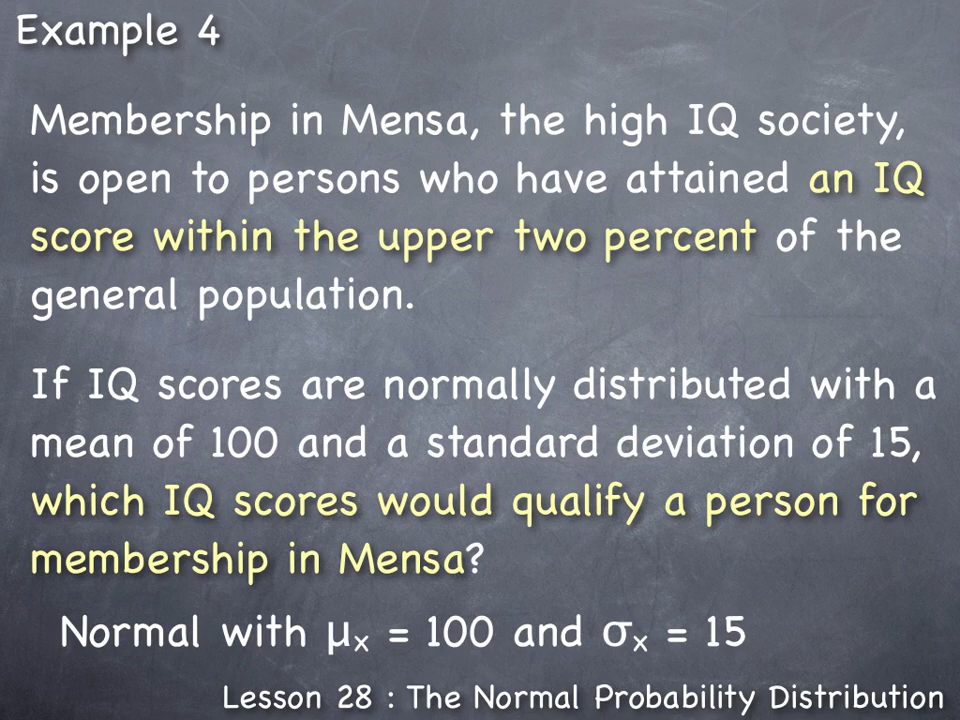 Example 4
Membership in Mensa, the high IQ society,
is open to persons who have attained an IQ
score within the upper two percent of the
general population.
If IQ scores are normally distributed with a
mean of 100 and a standard deviation of 15,
which IQ scores would qualify a person for
membership in Mensa?
Normal with μₓ = 100 and σₓ = 15
Lesson 28 : The Normal Probability Distribution